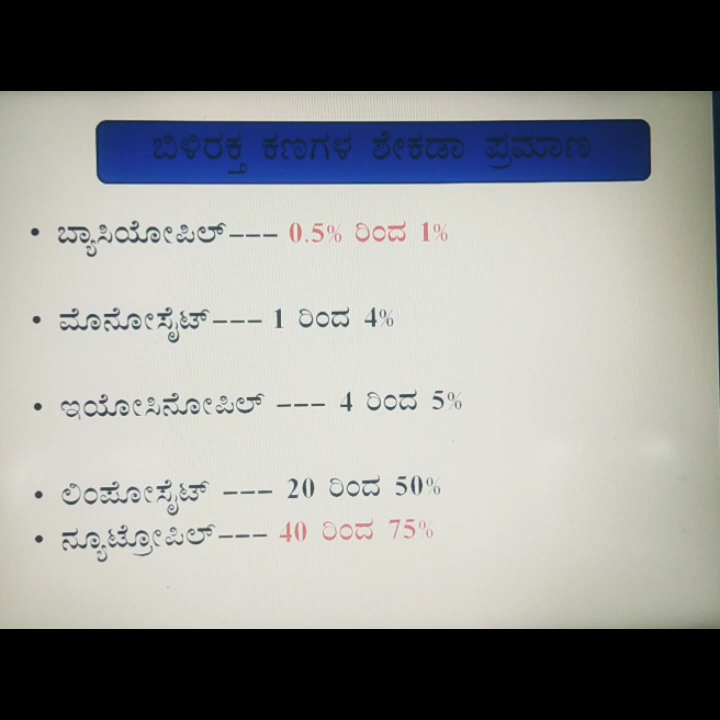 ಬಿಳಿರಕ್ತ ಕಣಗಳ ಶೇಕಡಾ ಪ್ರಮಾಣ
• ಬ್ಯಾಸಿಯೋಪಿಲ್--- 0.5% ರಿಂದ 1%
• ಮೊನೋಸೈಟ್--- 1 ರಿಂದ 4%
• ಇಯೋಸಿನೋಪಿಲ್ --- 4 ರಿಂದ 5%
• ಲಿಂಪೋಸೈಟ್ --- 20 ರಿಂದ 50%
• ನ್ಯೂಟ್ರೋಪಿಲ್--- 40 ರಿಂದ 75%